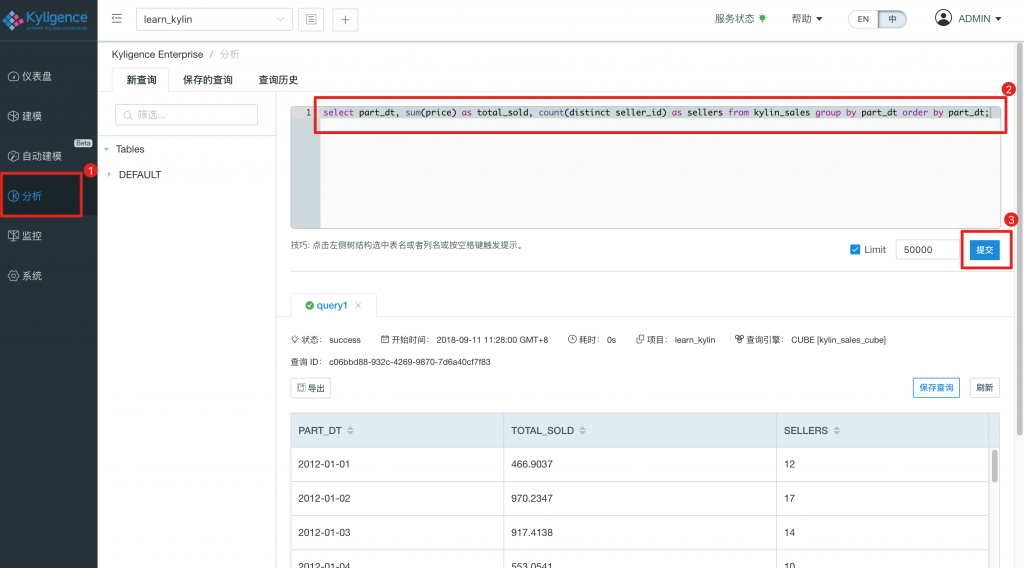 Kyligence
learn_kylin
服务状态
帮助
EN 中
ADMIN
仪表盘
建模
Beta
自动建模
1
分析
监控
系统
Kyligence Enterprise / 分析
新查询 保存的查询 查询历史
筛选...
Tables
DEFAULT
2
1 select part_dt, sum(price) as total_sold, count(distinct seller_id) as sellers from kylin_sales group by part_dt order by part_dt;
3
技巧: 点击左侧树结构选中表名或者列名或按空格键触发提示。
Limit 50000 提交
query1 ×
状态: success 开始时间: 2018-09-11 11:28:00 GMT+8 耗时: 0s 项目: learn_kylin 查询引擎: CUBE [kylin_sales_cube]
查询 ID: c06bbd88-932c-4269-9870-7d6a40cf7f83
导出 保存查询 刷新
PART_DT TOTAL_SOLD SELLERS
2012-01-01 466.9037 12
2012-01-02 970.2347 17
2012-01-03 917.4138 14
2012-01-04 553.0541 10